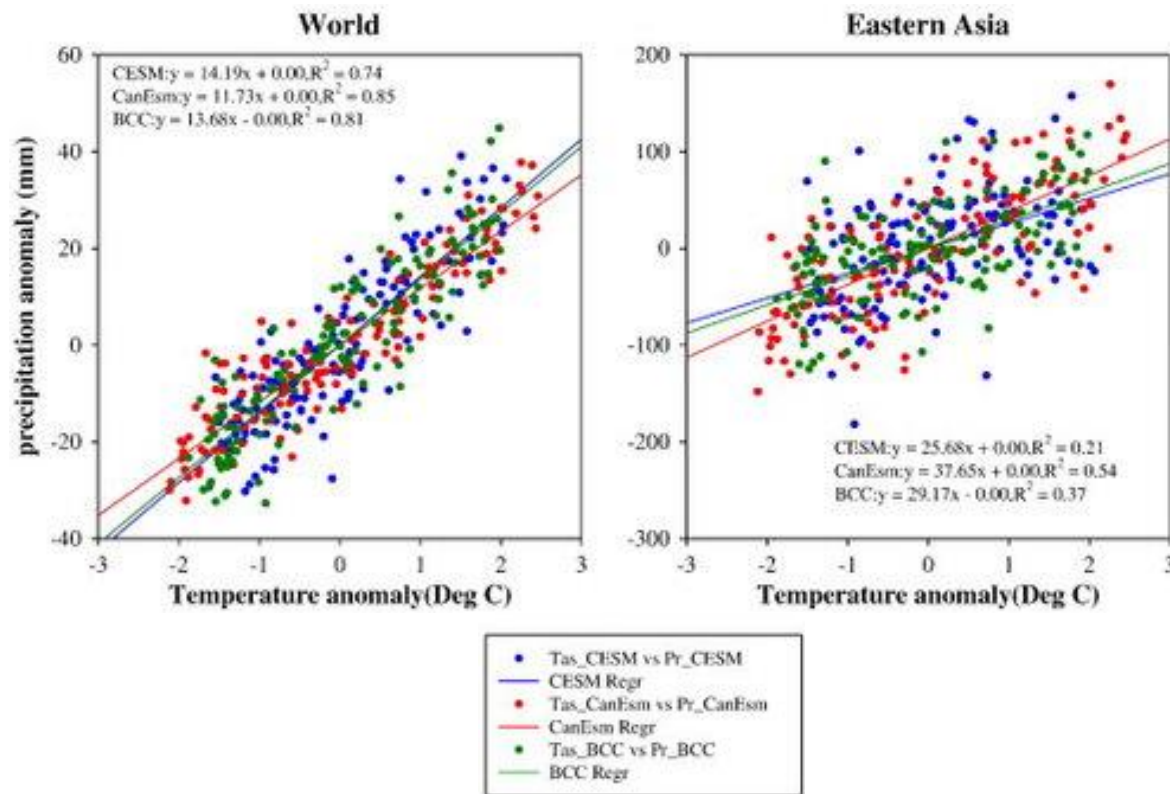 World
60
40
20
0
-20
-40
-3
-2
-1
0
1
2
3
precipitation anomaly (mm)
Temperature anomaly(Deg C)
CESM:y = 14.19x + 0.00,R² = 0.74
CanEsm:y = 11.73x + 0.00,R² = 0.85
BCC:y = 13.68x - 0.00,R² = 0.81
Eastern Asia
200
100
0
-100
-200
-300
-3
-2
-1
0
1
2
3
Temperature anomaly(Deg C)
CESM:y = 25.68x + 0.00,R² = 0.21
CanEsm:y = 37.65x + 0.00,R² = 0.54
BCC:y = 29.17x - 0.00,R² = 0.37
Tas_CESM vs Pr_CESM
CESM Regr
Tas_CanEsm vs Pr_CanEsm
CanEsm Regr
Tas_BCC vs Pr_BCC
BCC Regr